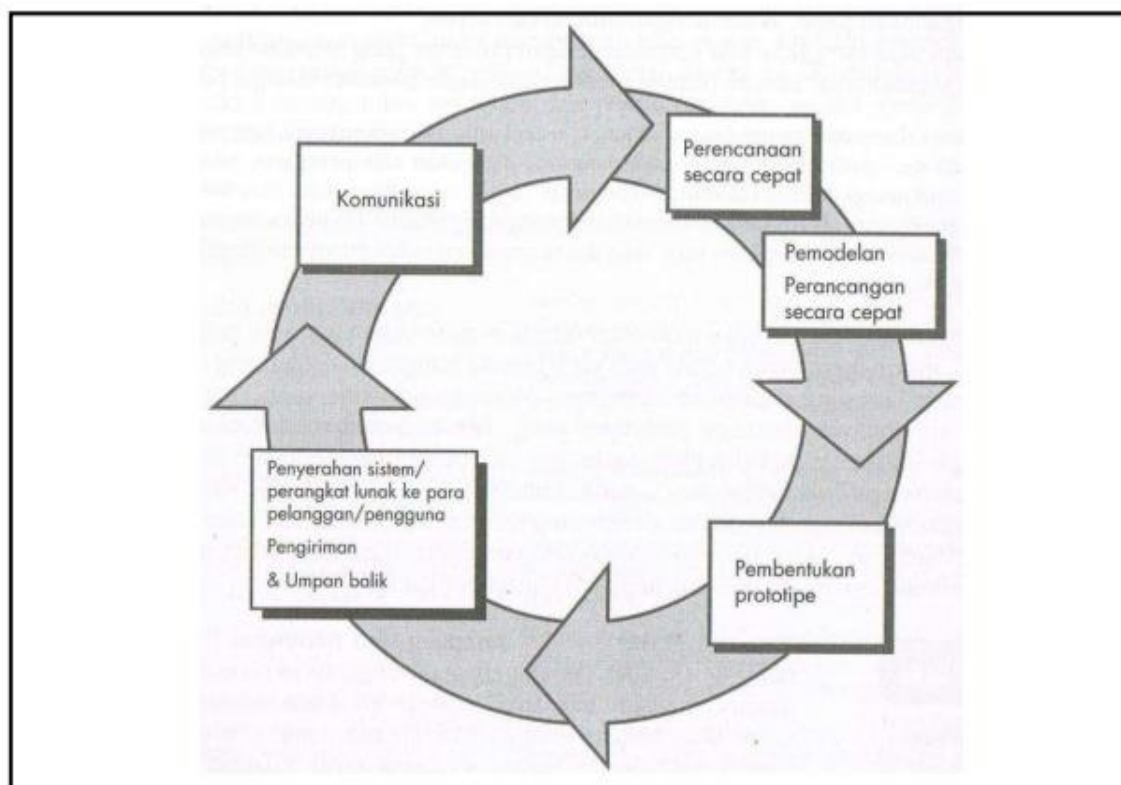 Komunikasi
Perencanaan
secara cepat
Pemodelan
Perancangan
secara cepat
Pembentukan
prototipe
Penyerahan sistem/
perangkat lunak ke para
pelanggan/pengguna
Pengiriman
& Umpan balik